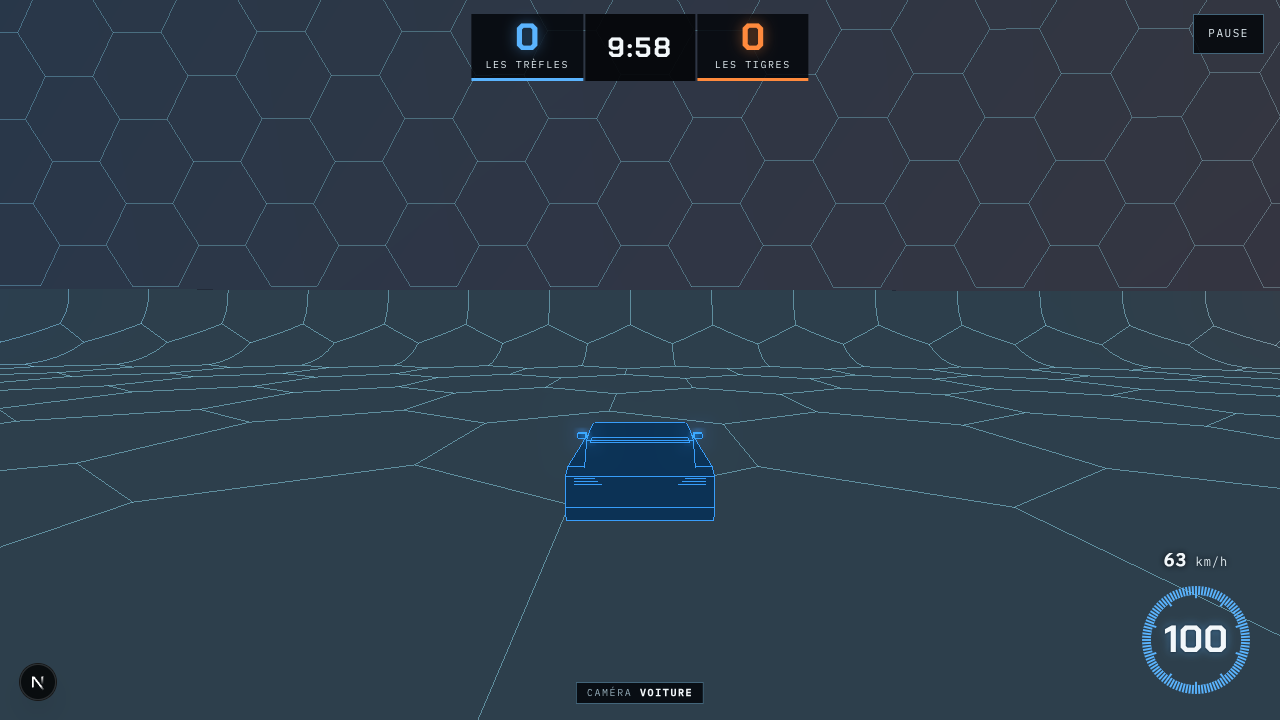 0
LES TRÈFLES
9:58
0
LES TIGRES
PAUSE
63 km/h
100
N
CAMÉRA VOITURE